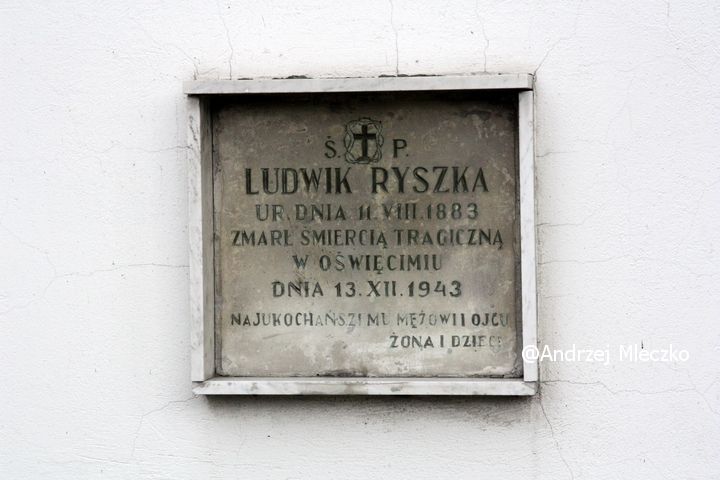 Ś. P.
LUDWIK RYSZKA
UR. DNIA 11. VIII. 1883
ZMARŁ ŚMIERCIĄ TRAGICZNĄ
W OŚWIĘCIMIU
DNIA 13. XII. 1943
NAJUKOCHAŃSZEMU MĘŻOWI I OJCU
ŻONA I DZIECI
@Andrzej Mleczko